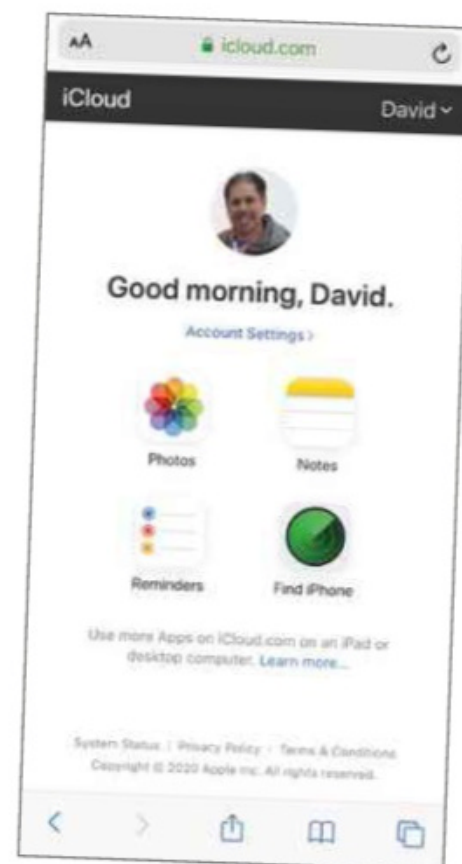 AA icloud.com
iCloud David
Good morning, David.
Account Settings >
Photos Notes
Reminders Find iPhone
Use more Apps on iCloud.com on an iPad or
desktop computer. Learn more...
System Status | Privacy Policy | Terms & Conditions
Copyright © 2020 Apple Inc. All rights reserved.